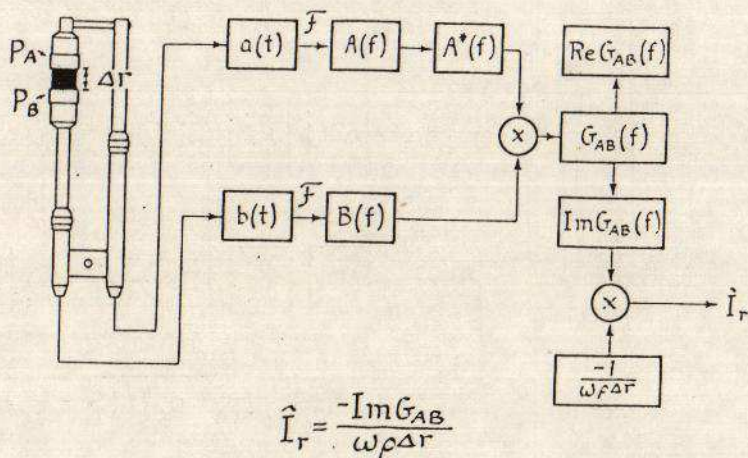 P_A
Δr
P_B
a(t)
ℱ
A(f)
A*(f)
Re G_AB(f)
x
G_AB(f)
b(t)
ℱ
B(f)
Im G_AB(f)
x
Î_r
-1
ωρΔr
Î_r = -Im G_AB / ωρΔr